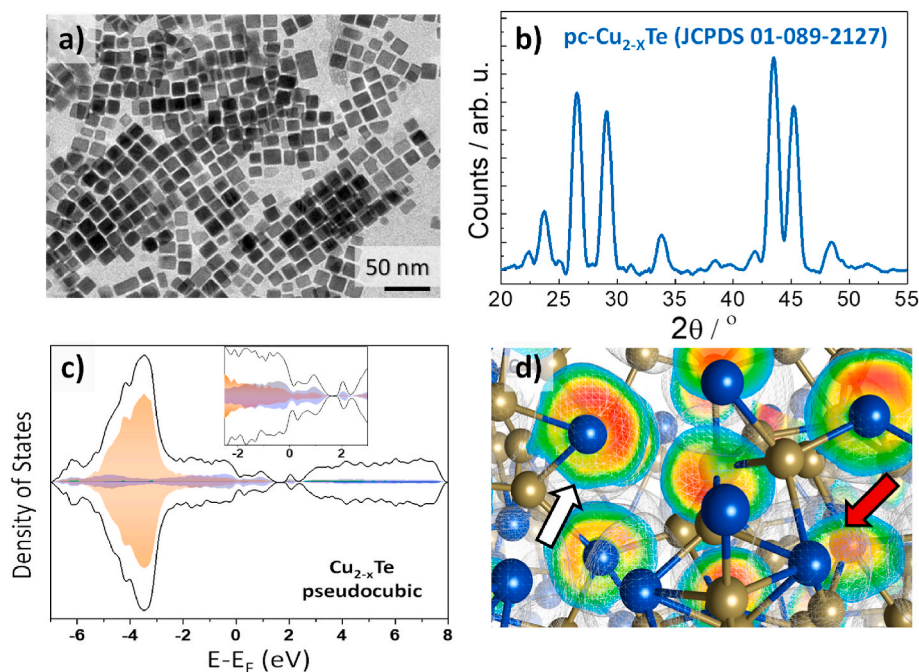 a)
50 nm
b)
pc-Cu2-XTe (JCPDS 01-089-2127)
Counts / arb. u.
20 25 30 35 40 45 50 55
2θ / °
c)
-2 0 2
Density of States
Cu2-xTe
pseudocubic
-7 -6 -4 -2 0 2 4 6 8
E-EF (eV)
d)